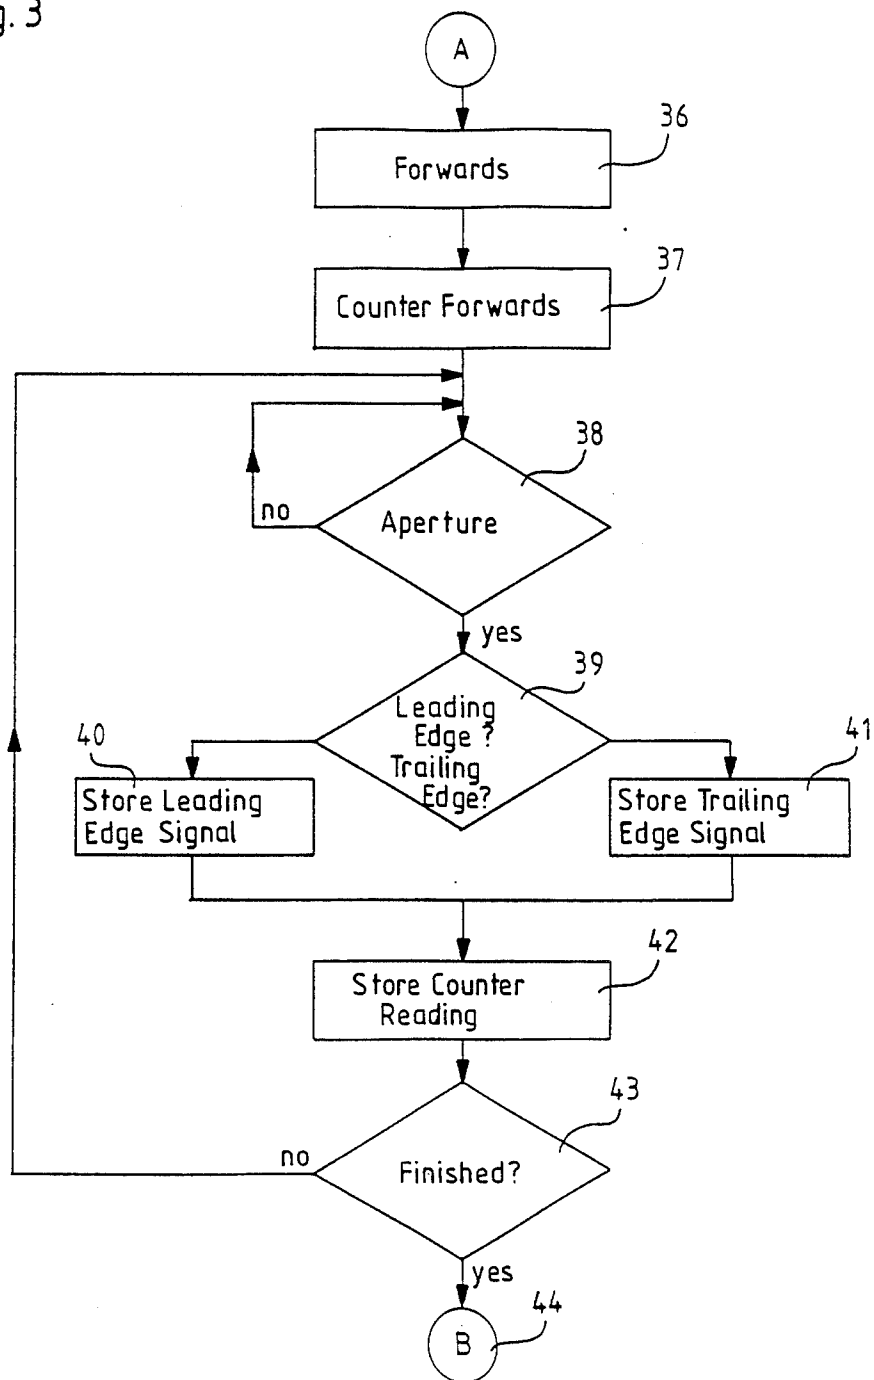 g. 3
A
36
Forwards
37
Counter Forwards
38
no
Aperture
yes
39
Leading
Edge?
Trailing
Edge?
40
Store Leading
Edge Signal
41
Store Trailing
Edge Signal
42
Store Counter
Reading
43
no
Finished?
yes
B
44